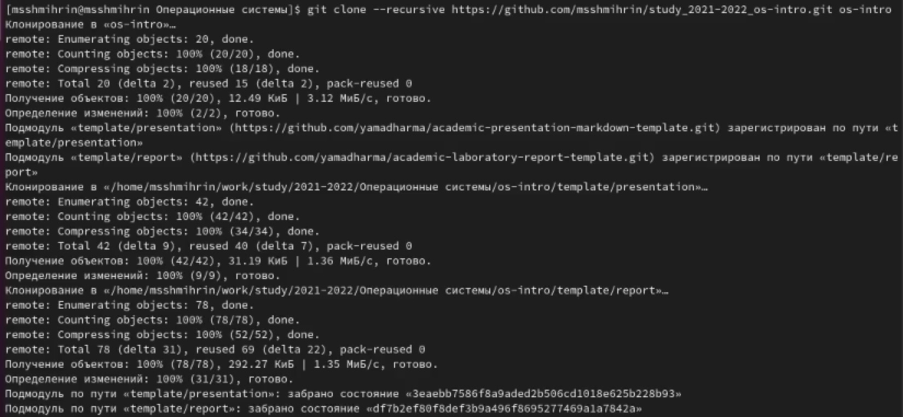 [msshmihrin@msshmihrin Операционные системы]$ git clone --recursive https://github.com/msshmihrin/study_2021-2022_os-intro.git os-intro
Клонирование в «os-intro»…
remote: Enumerating objects: 20, done.
remote: Counting objects: 100% (20/20), done.
remote: Compressing objects: 100% (18/18), done.
remote: Total 20 (delta 2), reused 15 (delta 2), pack-reused 0
Получение объектов: 100% (20/20), 12.49 КиБ | 3.12 МиБ/с, готово.
Определение изменений: 100% (2/2), готово.
Подмодуль «template/presentation» (https://github.com/yamadharma/academic-presentation-markdown-template.git) зарегистрирован по пути «t
emplate/presentation»
Подмодуль «template/report» (https://github.com/yamadharma/academic-laboratory-report-template.git) зарегистрирован по пути «template/re
port»
Клонирование в «/home/msshmihrin/work/study/2021-2022/Операционные системы/os-intro/template/presentation»…
remote: Enumerating objects: 42, done.
remote: Counting objects: 100% (42/42), done.
remote: Compressing objects: 100% (34/34), done.
remote: Total 42 (delta 9), reused 40 (delta 7), pack-reused 0
Получение объектов: 100% (42/42), 31.19 КиБ | 1.36 МиБ/с, готово.
Определение изменений: 100% (9/9), готово.
Клонирование в «/home/msshmihrin/work/study/2021-2022/Операционные системы/os-intro/template/report»…
remote: Enumerating objects: 78, done.
remote: Counting objects: 100% (78/78), done.
remote: Compressing objects: 100% (52/52), done.
remote: Total 78 (delta 31), reused 69 (delta 22), pack-reused 0
Получение объектов: 100% (78/78), 292.27 КиБ | 1.35 МиБ/с, готово.
Определение изменений: 100% (31/31), готово.
Подмодуль по пути «template/presentation»: забрано состояние «3eaebb7586f8a9aded2b506cd1018e625b228b93»
Подмодуль по пути «template/report»: забрано состояние «df7b2ef80f8def3b9a496f8695277469a1a7842a»